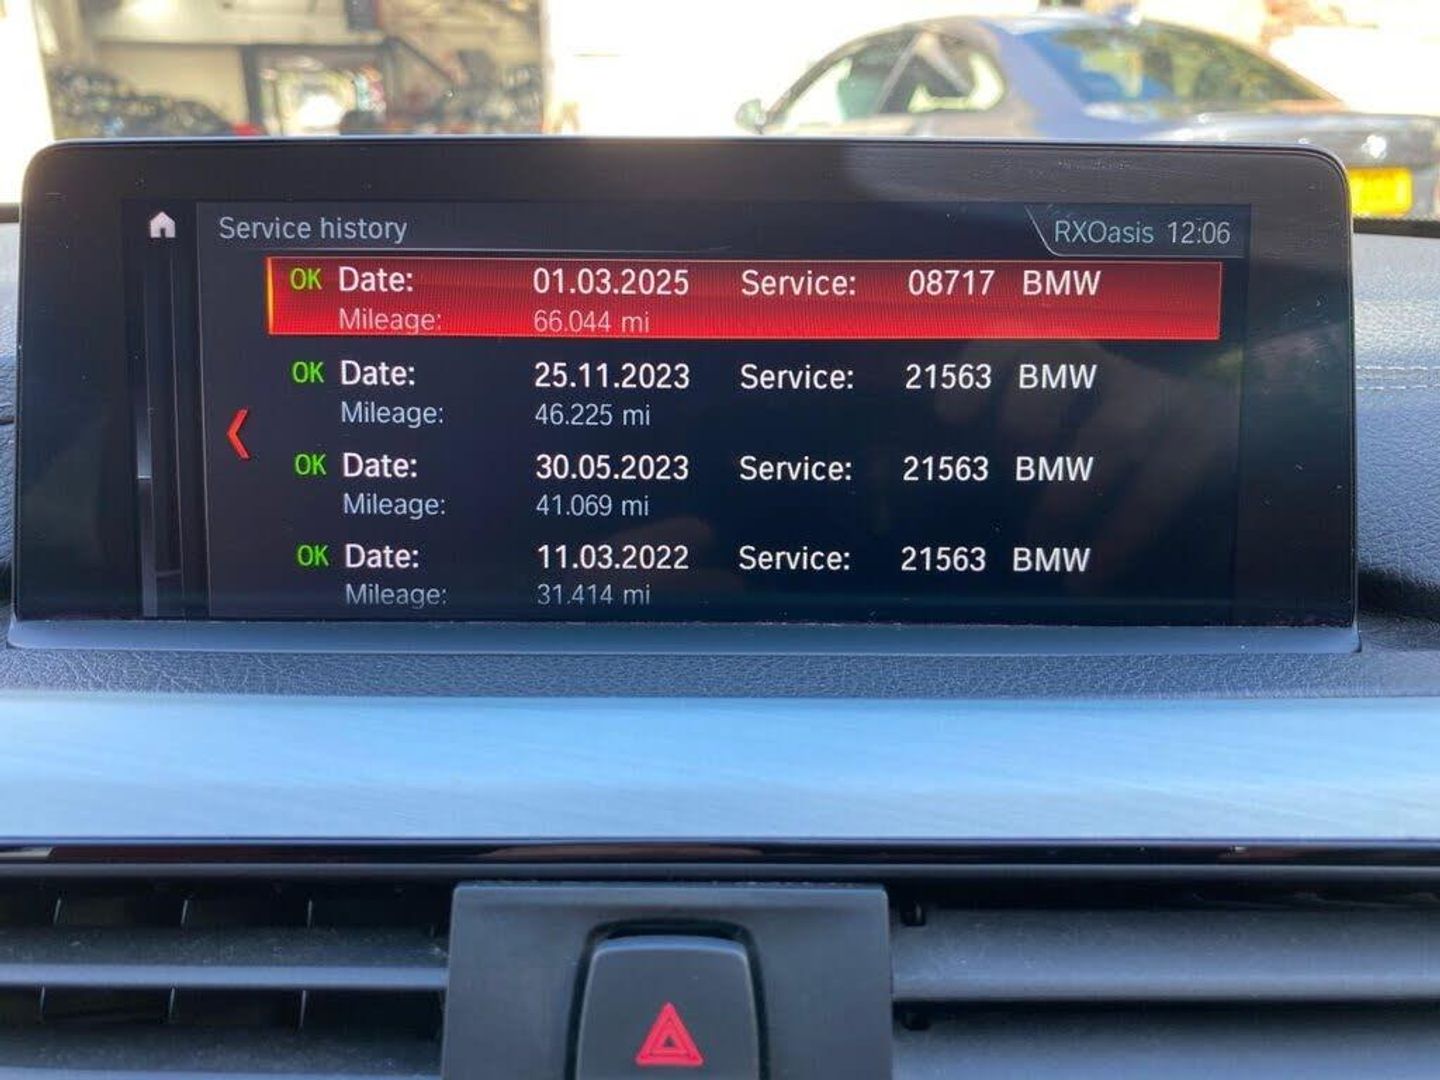 Service history RXOasis 12:06
OK Date: 01.03.2025 Service: 08717 BMW
Mileage: 66.044 mi
OK Date: 25.11.2023 Service: 21563 BMW
Mileage: 46.225 mi
OK Date: 30.05.2023 Service: 21563 BMW
Mileage: 41.069 mi
OK Date: 11.03.2022 Service: 21563 BMW
Mileage: 31.414 mi